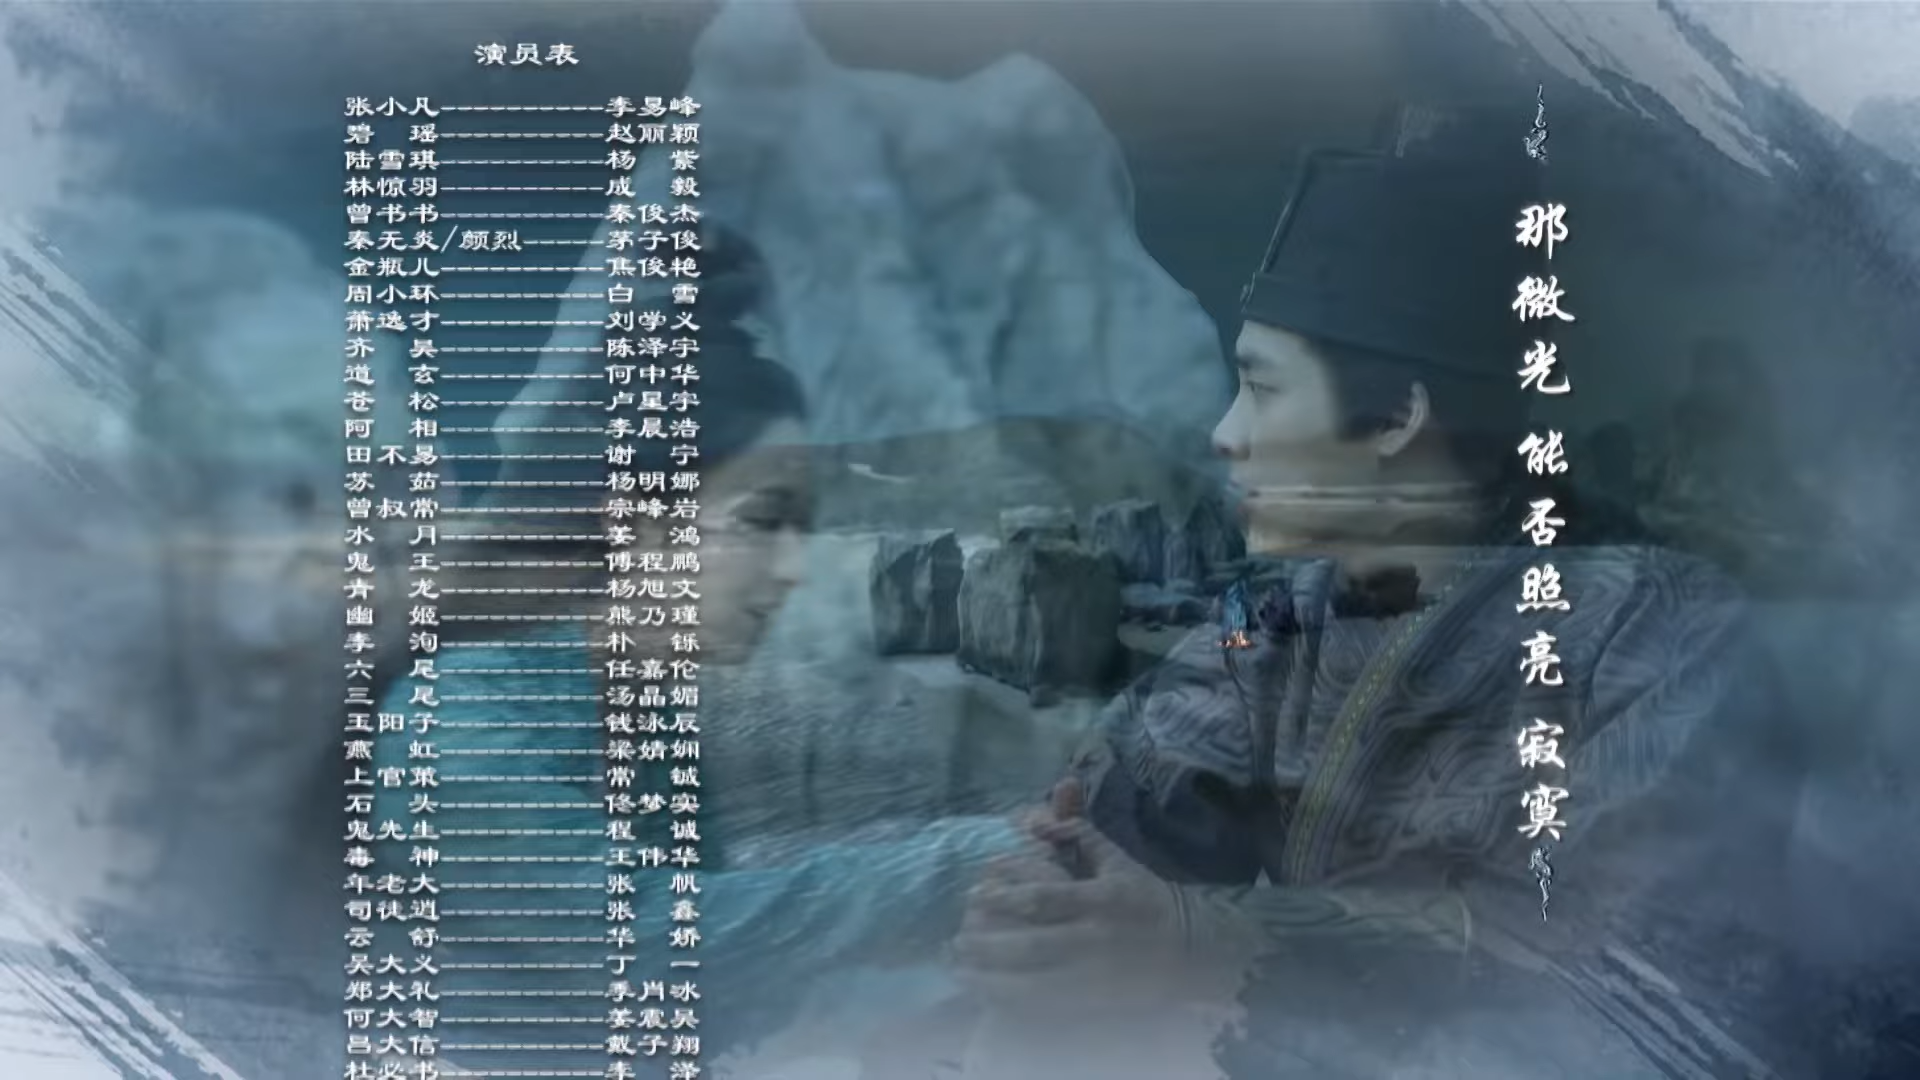 演员表
张小凡----------李易峰
碧瑶----------赵丽颖
陆雪琪----------杨紫
林惊羽----------成毅
曾书书----------秦俊杰
秦无炎/颜烈-----茅子俊
金瓶儿----------焦俊艳
周小环----------白雪
萧逸才----------刘学义
齐昊----------陈泽宇
道玄----------何中华
苍松----------卢星宇
阿相----------李晨浩
田不易----------谢宁
苏茹----------杨明娜
曾叔常----------宗峰岩
水月----------姜鸿
鬼王----------傅程鹏
青龙----------杨旭文
幽姬----------熊乃瑾
李洵----------朴铄
六尾----------任嘉伦
三尾----------汤晶媚
玉阳子----------钱泳辰
燕虹----------梁婧娴
上官策----------常铖
石头----------佟梦实
鬼先生----------程诚
毒神----------王伟华
年老大----------张帆
司徒逍----------张鑫
云舒----------华娇
吴大义----------丁一
郑大礼----------季肖冰
何大智----------姜震昊
吕大信----------戴子翔
杜必书----------李泽
那微光 能否照亮 寂寞